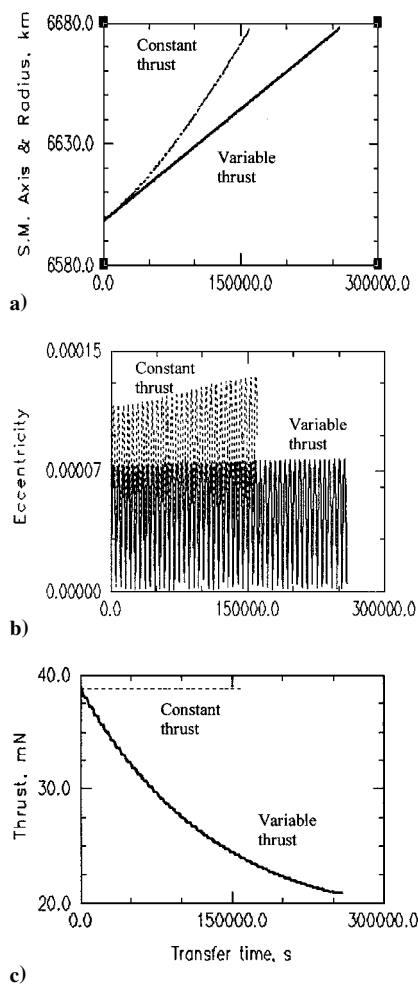 6680.0
Constant
thrust
6630.0
Variable
thrust
6580.0
0.0
150000.0
300000.0
S.M. Axis & Radius, km
a)
0.00015
Constant
thrust
Variable
thrust
0.00007
0.00000
0.0
150000.0
300000.0
Eccentricity
b)
40.0
Constant
thrust
30.0
Variable
thrust
20.0
0.0
150000.0
300000.0
Thrust, mN
Transfer time, s
c)